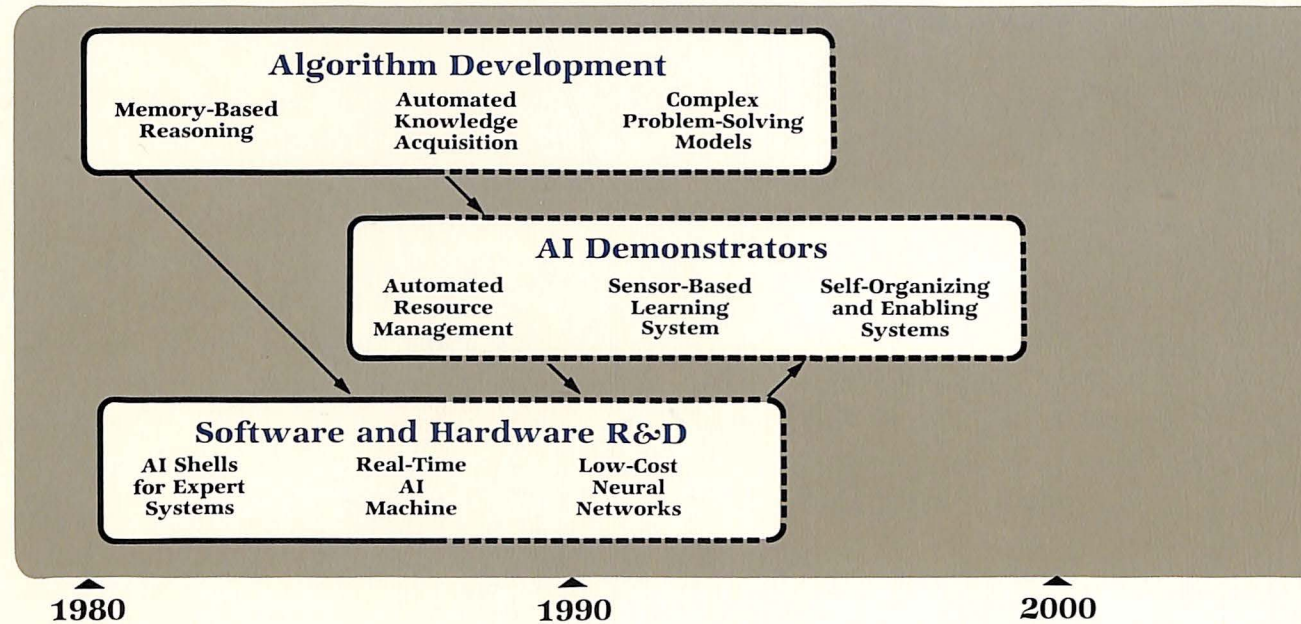 Algorithm Development
Memory-Based
Reasoning
Automated
Knowledge
Acquisition
Complex
Problem-Solving
Models
AI Demonstrators
Automated
Resource
Management
Sensor-Based
Learning
System
Self-Organizing
and Enabling
Systems
Software and Hardware R&D
AI Shells
for Expert
Systems
Real-Time
AI
Machine
Low-Cost
Neural
Networks
1980
1990
2000